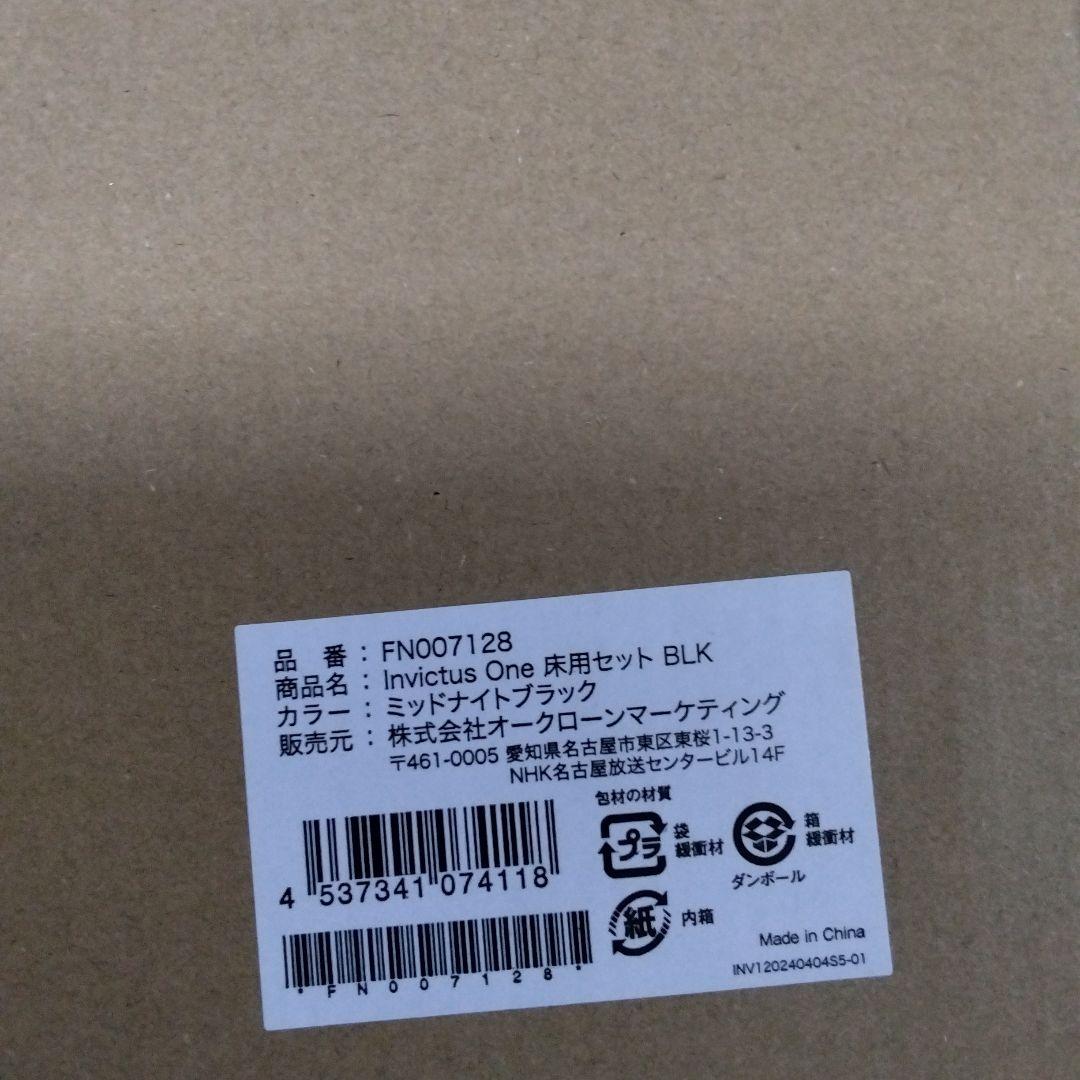 品 番 : FN007128
商品名 : Invictus One 床用セット BLK
カラー : ミッドナイトブラック
販売元 : 株式会社オークローンマーケティング
〒461-0005 愛知県名古屋市東区東桜1-13-3
NHK名古屋放送センタービル14F
包材の材質
プラ 袋 緩衝材
ダンボール 箱 緩衝材
紙 内箱
4 537341 074118
*FN007128*
Made in China
INV120240404S5-01